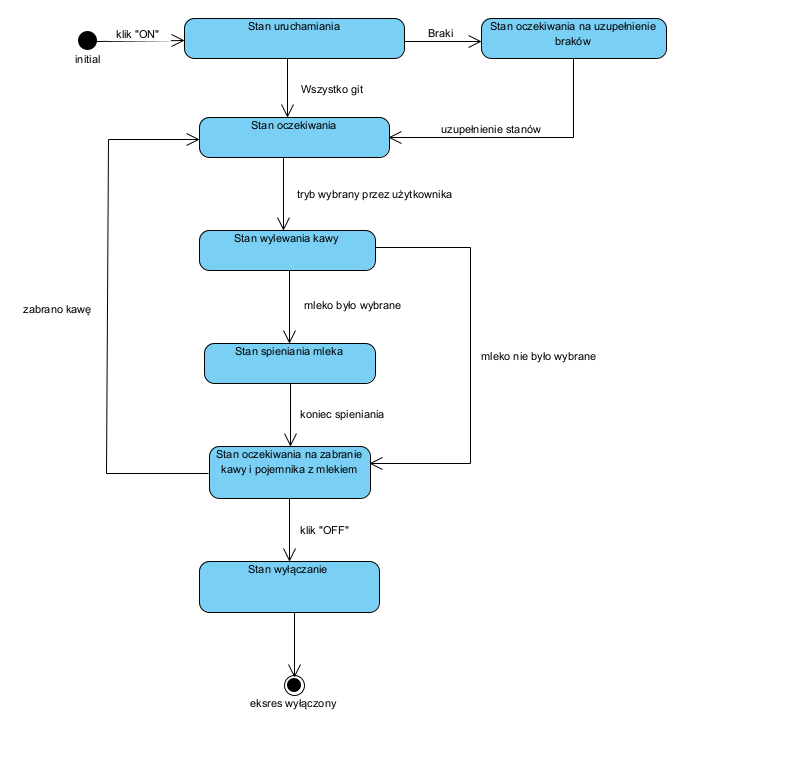 klik "ON"
initial
Stan uruchamiania
Braki
Stan oczekiwania na uzupełnienie
braków
Wszystko git
Stan oczekiwania
uzupełnienie stanów
tryb wybrany przez użytkownika
Stan wylewania kawy
zabrano kawę
mleko było wybrane
Stan spieniania mleka
mleko nie było wybrane
koniec spieniania
Stan oczekiwania na zabranie
kawy i pojemnika z mlekiem
klik "OFF"
Stan wyłączanie
eksres wyłączony